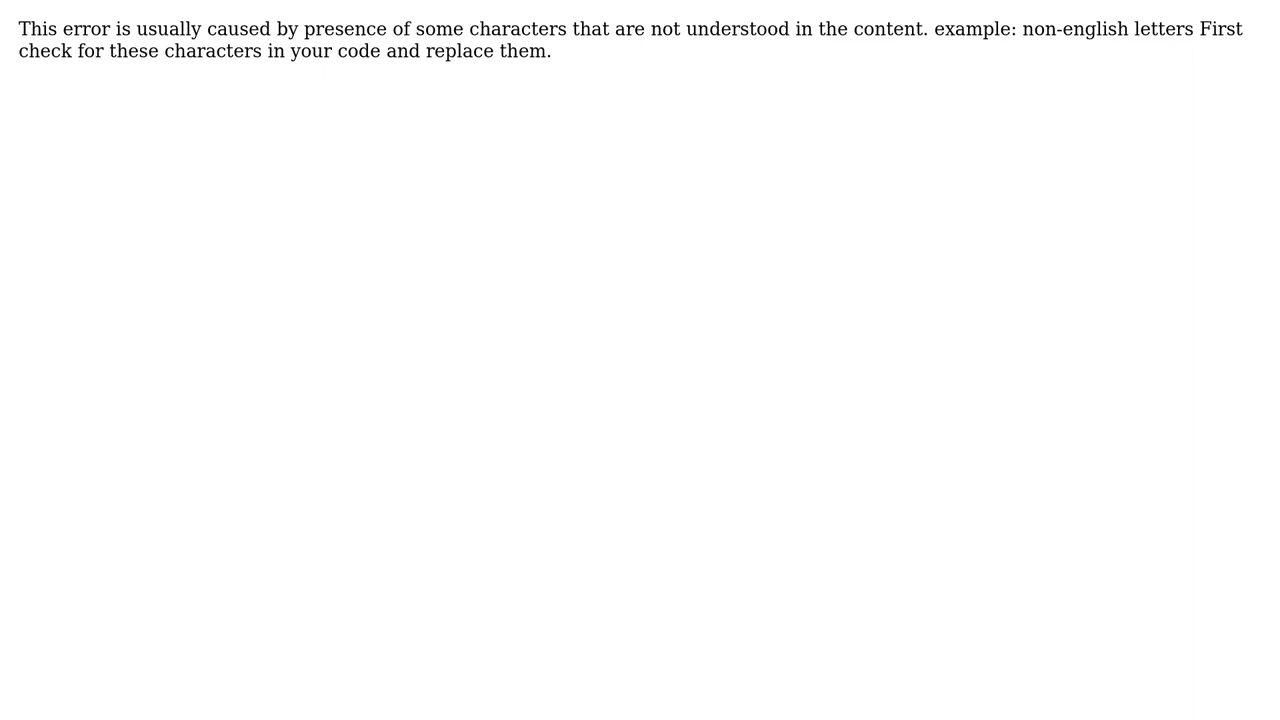 This error is usually caused by presence of some characters that are not understood in the content. example: non-english letters First
check for these characters in your code and replace them.